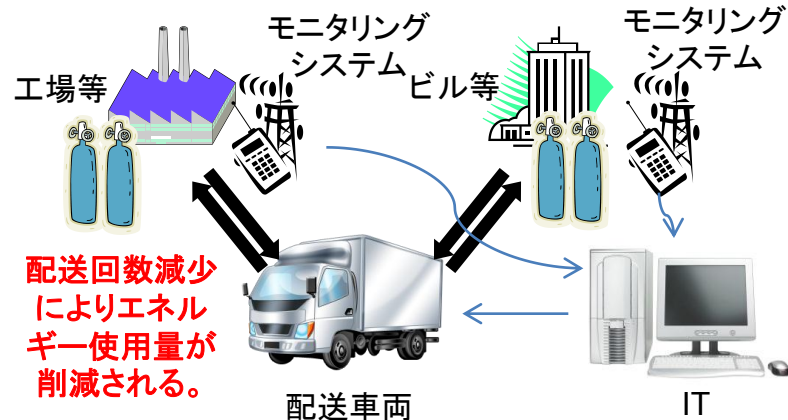 工場等
モニタリング
システム
ビル等
モニタリング
システム
配送回数減少
によりエネル
ギー使用量が
削減される。
配送車両
IT